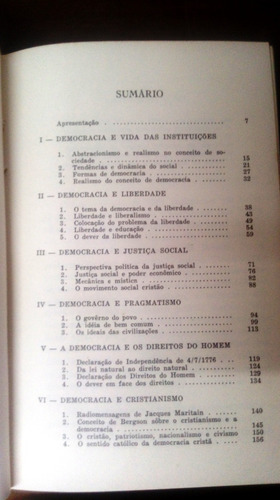 SUMÁRIO
Apresentação 7
I — DEMOCRACIA E VIDA DAS INSTITUIÇÕES
1. Abstracionismo e realismo no conceito de so-
ciedade 15
2. Tendências e dinâmica do social 21
3. Formas de democracia 27
4. Realismo do conceito de democracia 32
II — DEMOCRACIA E LIBERDADE
1. O tema da democracia e da liberdade 38
2. Liberdade e liberalismo 43
3. Colocação do problema da liberdade 49
4. Liberdade e educação 54
5. O dever da liberdade 59
III — DEMOCRACIA E JUSTIÇA SOCIAL
1. Perspectiva política da justiça social 71
2. Justiça social e poder econômico 76
3. Mecânica e mística 82
4. O movimento social cristão 88
IV — DEMOCRACIA E PRAGMATISMO
1. O govêrno do povo 94
2. A idéia de bem comum 99
3. Os ideais das civilizações 113
V — A DEMOCRACIA E OS DIREITOS DO HOMEM
1. Declaração de Independência de 4/7/1776 119
2. Da lei natural ao direito natural 124
3. Declaração dos Direitos do Homem 129
4. O dever em face dos direitos 134
VI — DEMOCRACIA E CRISTIANISMO
1. Radiomensagens de Jacques Maritain 140
2. Conceito de Bergson sôbre o cristianismo e a
democracia 145
3. O cristão, patriotismo, nacionalismo e civismo 150
4. O sentido católico da democracia cristã 156